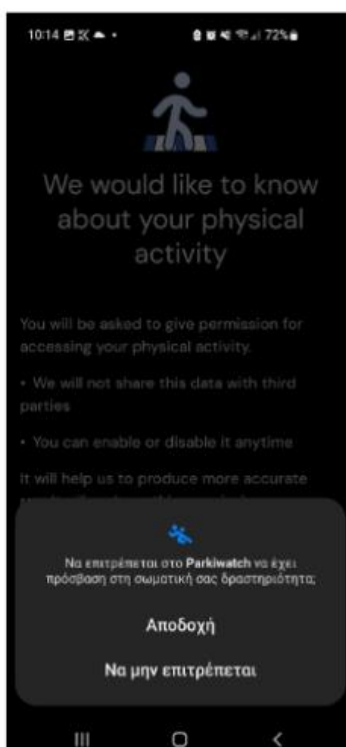 10:14
72%
We would like to know
about your physical
activity
You will be asked to give permission for
accessing your physical activity.
• We will not share this data with third
parties
• You can enable or disable it anytime
It will help us to produce more accurate
Να επιτρέπεται στο Parkiwatch να έχει
πρόσβαση στη σωματική σας δραστηριότητα;
Αποδοχή
Να μην επιτρέπεται